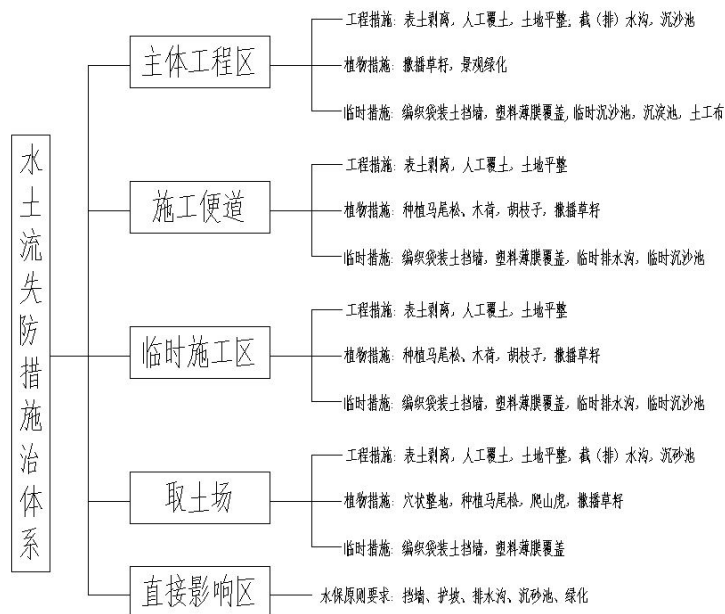 水土流失防措施治体系
主体工程区
工程措施: 表土剥离, 人工覆土, 土地平整; 截（排）水沟, 沉沙池
植物措施: 撒播草籽, 景观绿化
临时措施: 编织袋装土挡墙, 塑料薄膜覆盖, 临时沉沙池, 沉淀池, 土工布
施工便道
工程措施: 表土剥离, 人工覆土, 土地平整
植物措施: 种植马尾松、木荷, 胡枝子, 撒播草籽
临时措施: 编织袋装土挡墙, 塑料薄膜覆盖, 临时排水沟, 临时沉沙池
临时施工区
工程措施: 表土剥离, 人工覆土, 土地平整
植物措施: 种植马尾松、木荷, 胡枝子, 撒播草籽
临时措施: 编织袋装土挡墙, 塑料薄膜覆盖, 临时排水沟, 临时沉沙池
取土场
工程措施: 表土剥离, 人工覆土, 土地平整, 截（排）水沟, 沉砂池
植物措施: 穴状整地, 种植马尾松, 爬山虎, 撒播草籽
临时措施: 编织袋装土挡墙, 塑料薄膜覆盖
直接影响区
水保原则要求: 挡墙、护坡、排水沟、沉砂池、绿化